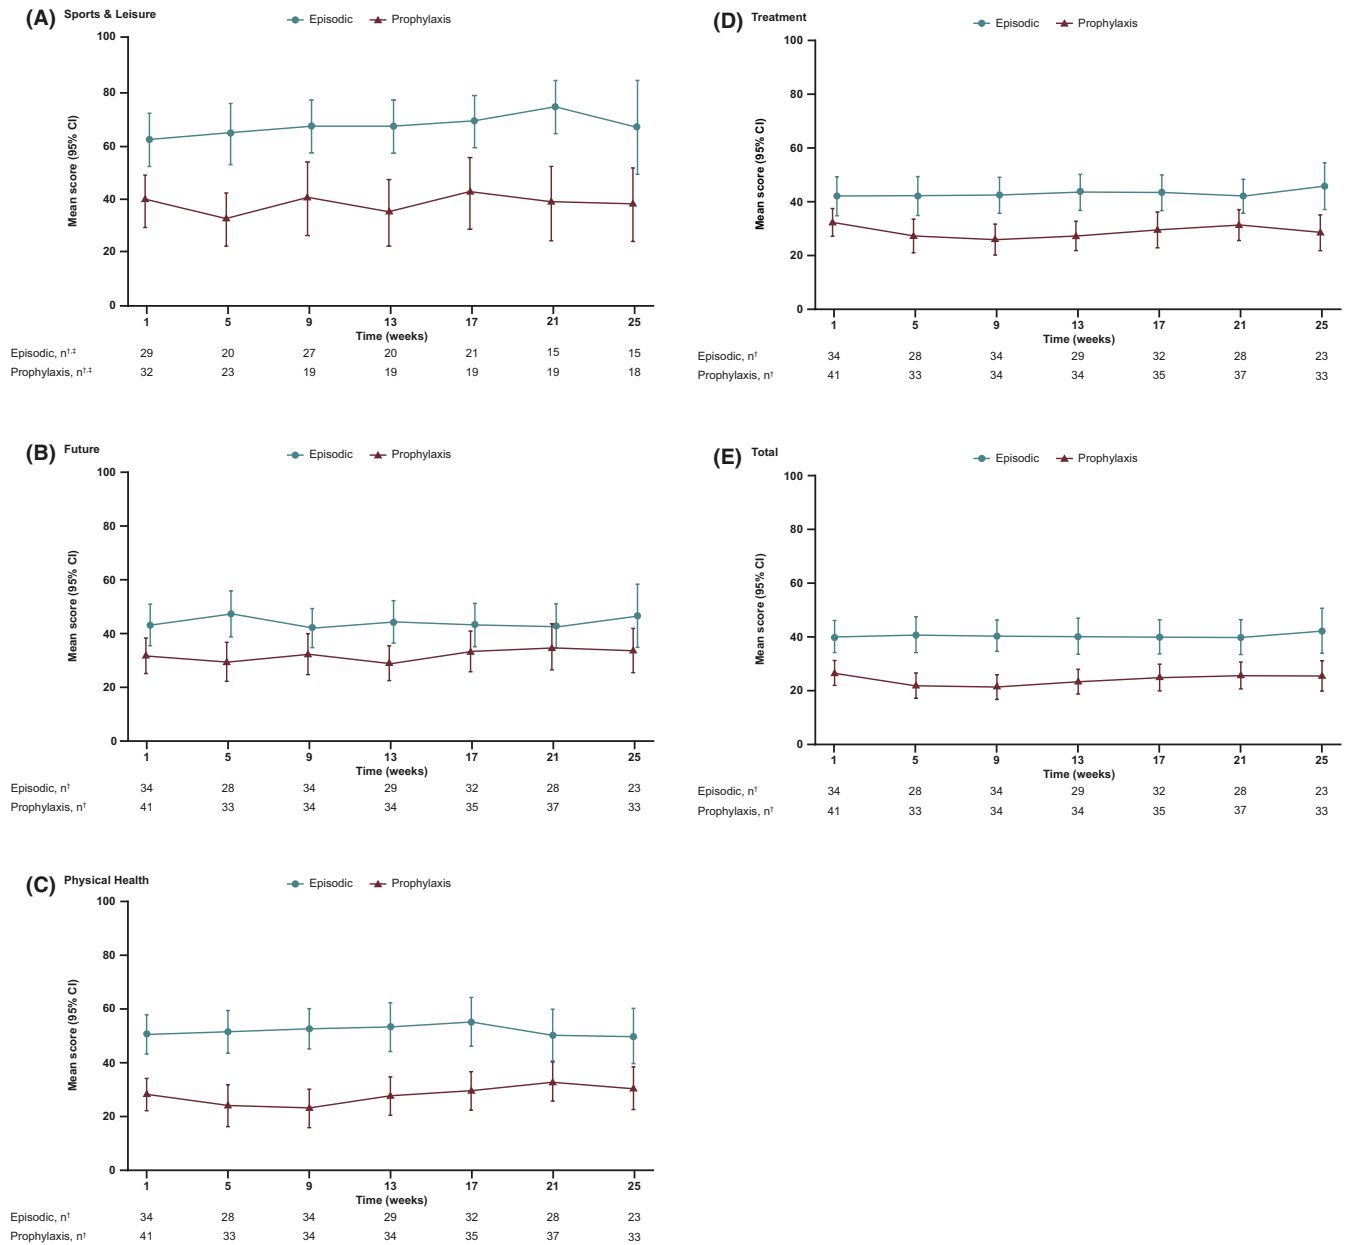 (A) Sports & Leisure
Episodic Prophylaxis
100
80
60
40
20
0
Mean score (95% CI)
1 5 9 13 17 21 25
Time (weeks)
Episodic, n†,‡ 29 20 27 20 21 15 15
Prophylaxis, n†,‡ 32 23 19 19 19 19 18
(B) Future
Episodic Prophylaxis
100
80
60
40
20
0
Mean score (95% CI)
1 5 9 13 17 21 25
Time (weeks)
Episodic, n† 34 28 34 29 32 28 23
Prophylaxis, n† 41 33 34 34 35 37 33
(C) Physical Health
Episodic Prophylaxis
100
80
60
40
20
0
Mean score (95% CI)
1 5 9 13 17 21 25
Time (weeks)
Episodic, n† 34 28 34 29 32 28 23
Prophylaxis, n† 41 33 34 34 35 37 33
(D) Treatment
Episodic Prophylaxis
100
80
60
40
20
0
Mean score (95% CI)
1 5 9 13 17 21 25
Time (weeks)
Episodic, n† 34 28 34 29 32 28 23
Prophylaxis, n† 41 33 34 34 35 37 33
(E) Total
Episodic Prophylaxis
100
80
60
40
20
0
Mean score (95% CI)
1 5 9 13 17 21 25
Time (weeks)
Episodic, n† 34 28 34 29 32 28 23
Prophylaxis, n† 41 33 34 34 35 37 33